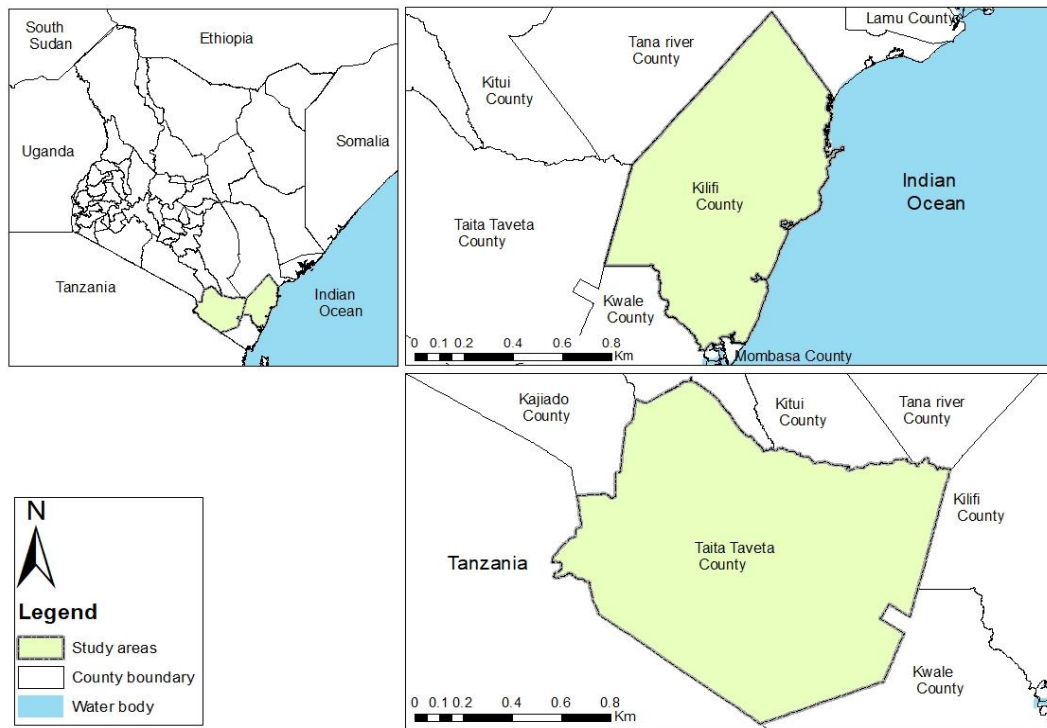 South
Sudan
Ethiopia
Uganda
Somalia
Tanzania
Indian
Ocean
Lamu County
Tana river
County
Kitui
County
Kilifi
County
Indian
Ocean
Taita Taveta
County
Kwale
County
Mombasa County
0 0.1 0.2 0.4 0.6 0.8
Km
Kajiado
County
Kitui
County
Tana river
County
Kilifi
County
Taita Taveta
County
Tanzania
Kwale
County
0 0.1 0.2 0.4 0.6 0.8
Km
N
Legend
Study areas
County boundary
Water body